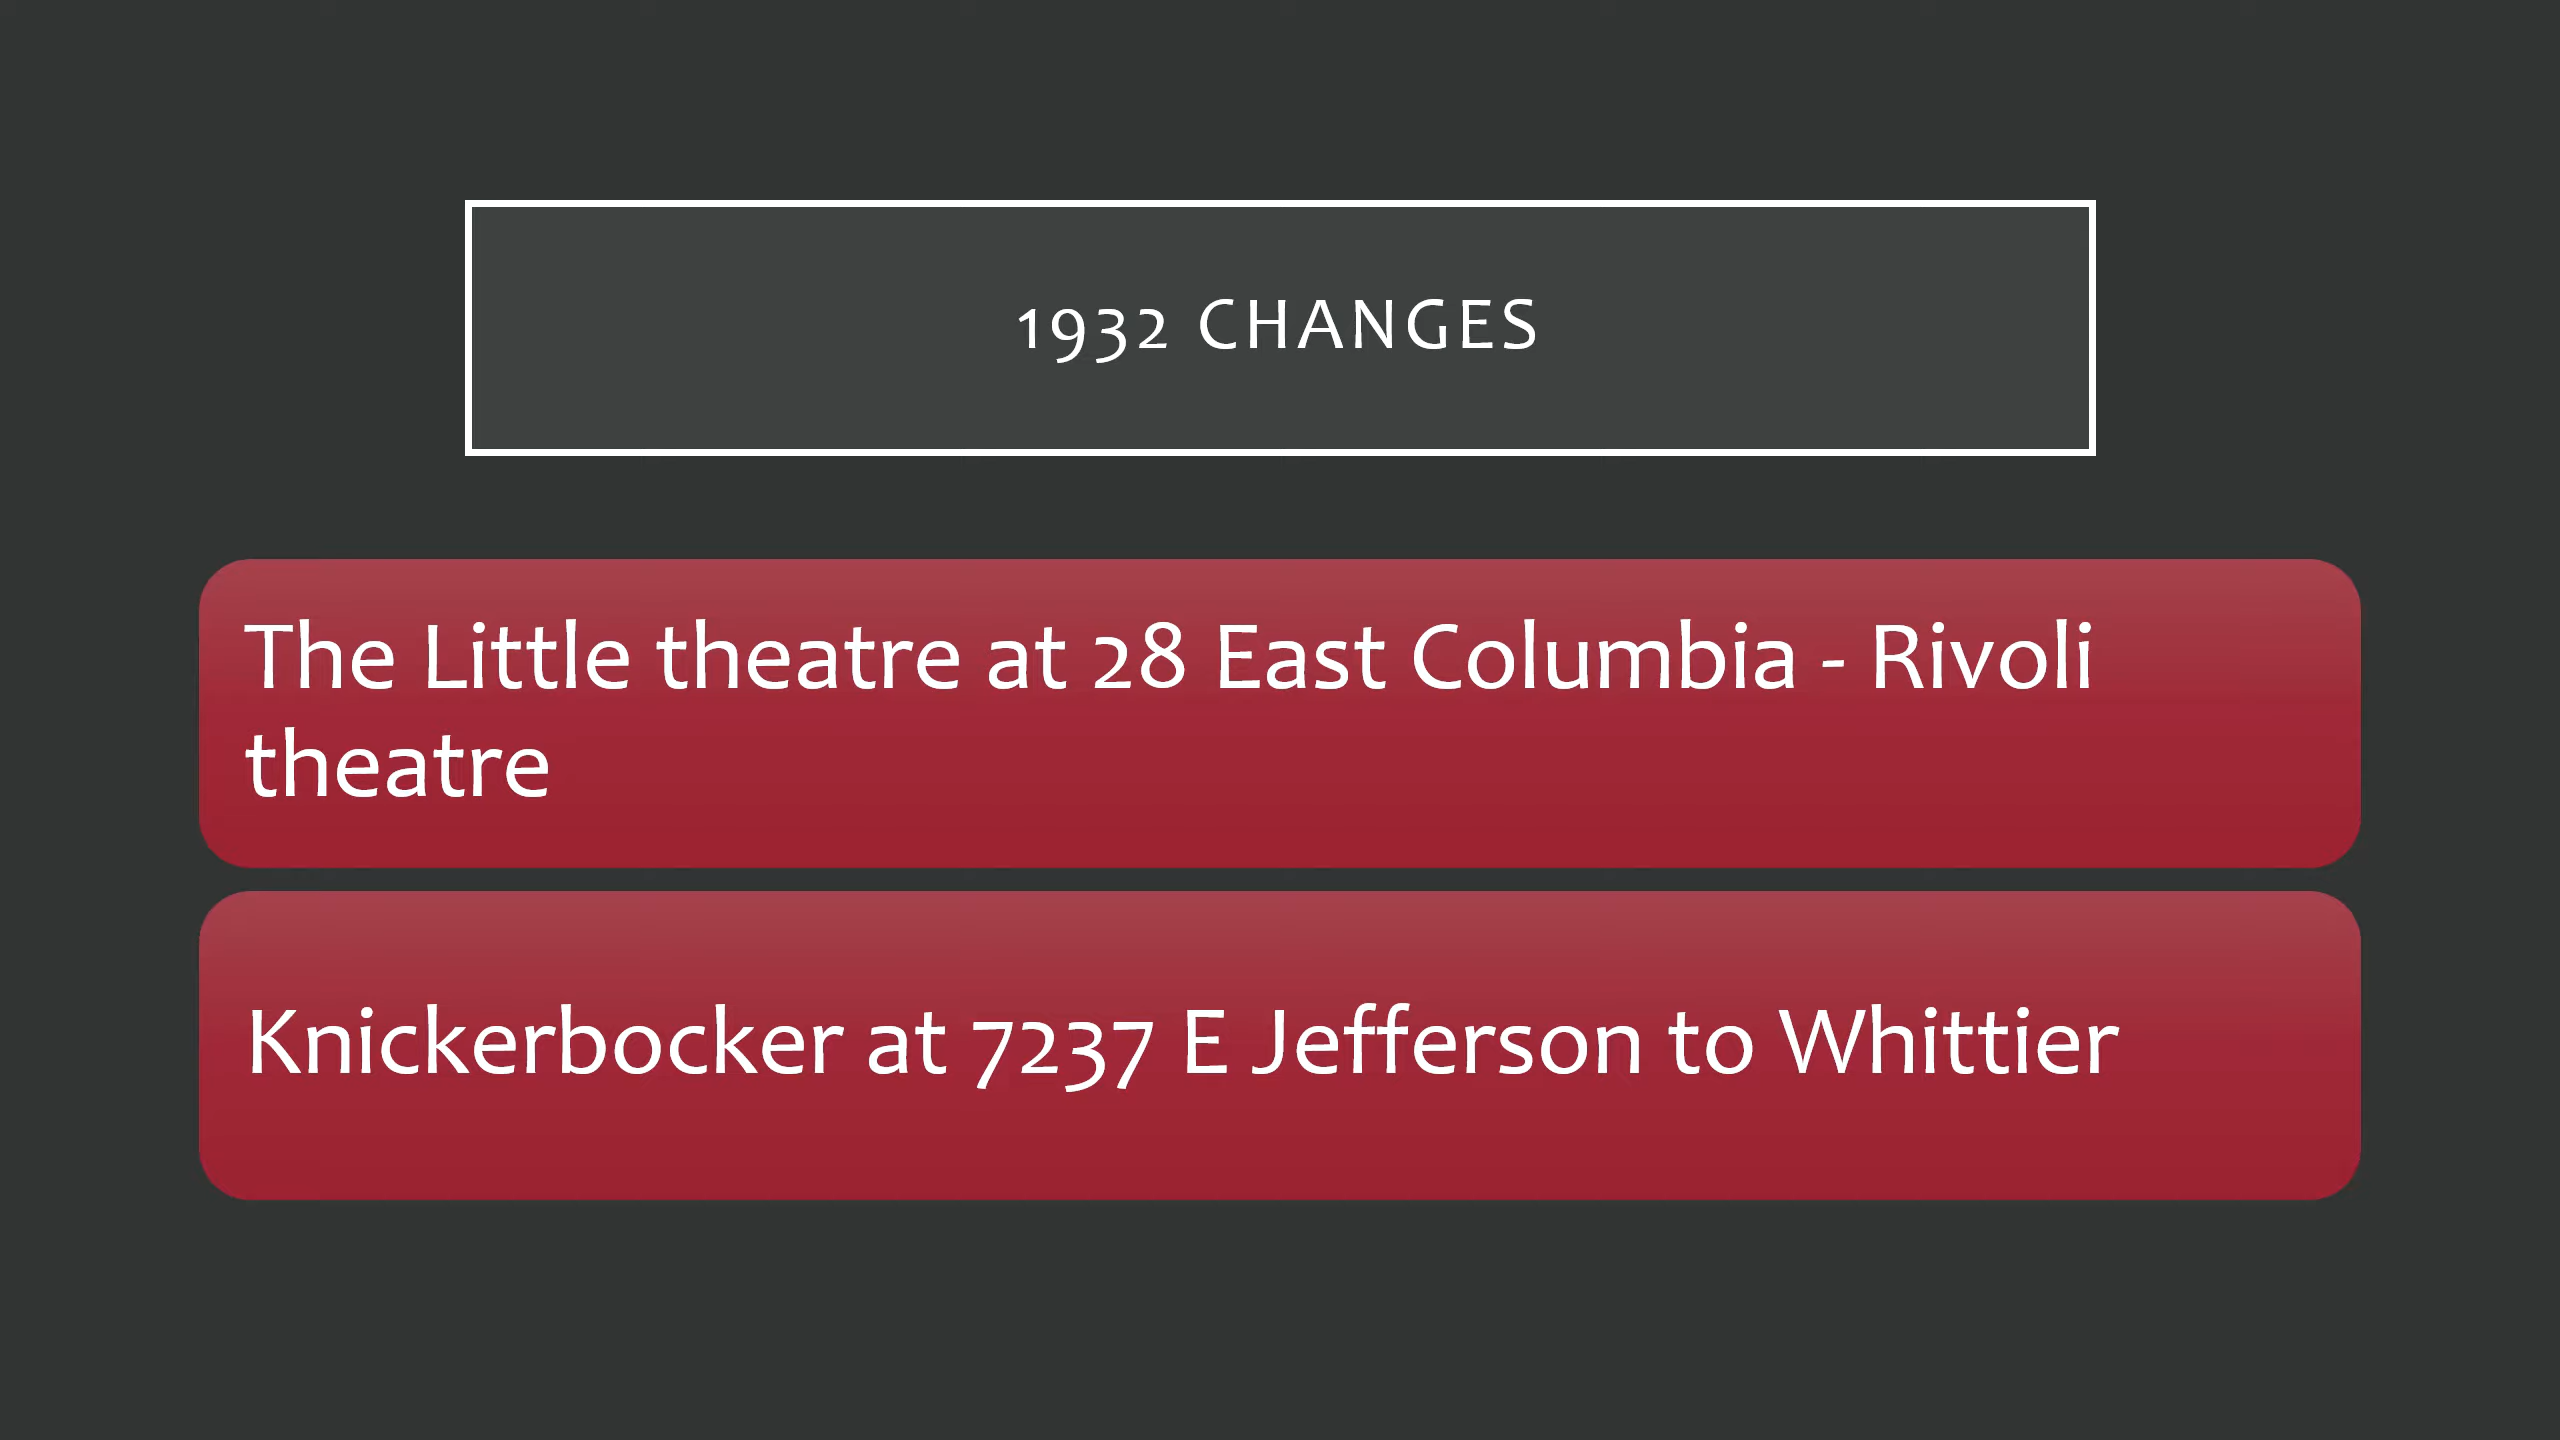 1932 CHANGES
The Little theatre at 28 East Columbia - Rivoli
theatre
Knickerbocker at 7237 E Jefferson to Whittier